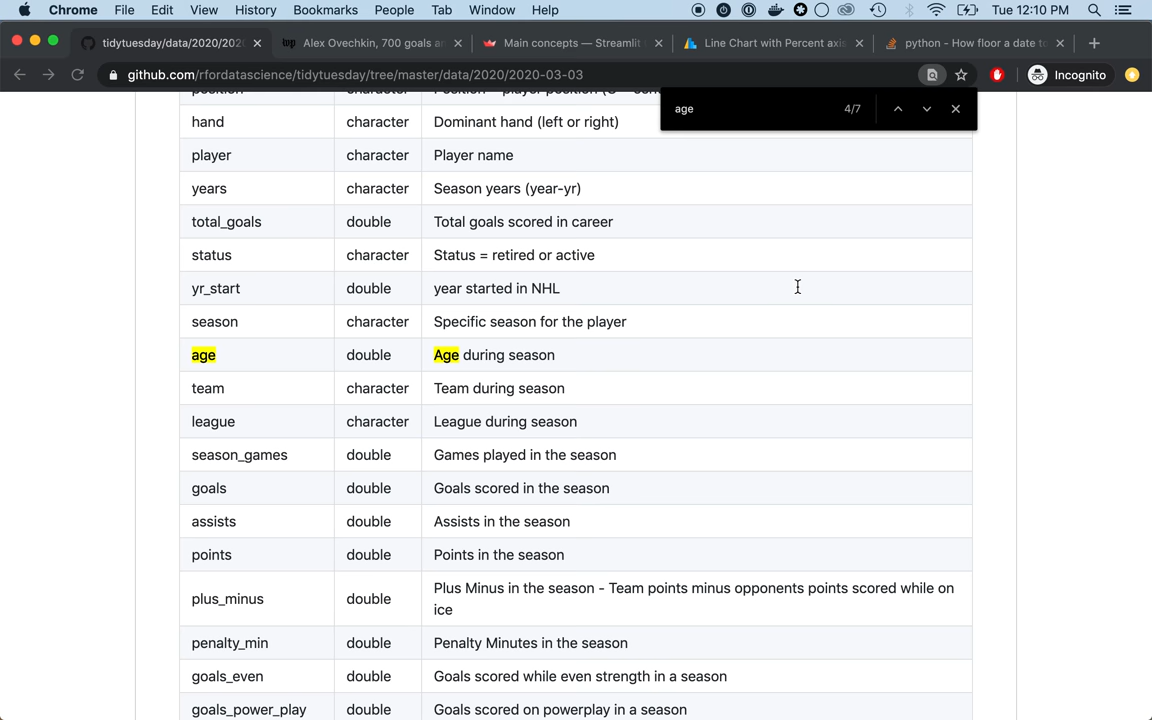 Chrome File Edit View History Bookmarks People Tab Window Help Tue 12:10 PM
tidytuesday/data/2020/202 Alex Ovechkin, 700 goals a Main concepts — Streamlit Line Chart with Percent axis python - How floor a date to
github.com/rfordatascience/tidytuesday/tree/master/data/2020/2020-03-03 Incognito
age 4/7
position character Position - player position
hand character Dominant hand (left or right)
player character Player name
years character Season years (year-yr)
total_goals double Total goals scored in career
status character Status = retired or active
yr_start double year started in NHL
season character Specific season for the player
age double Age during season
team character Team during season
league character League during season
season_games double Games played in the season
goals double Goals scored in the season
assists double Assists in the season
points double Points in the season
plus_minus double Plus Minus in the season - Team points minus opponents points scored while on
ice
penalty_min double Penalty Minutes in the season
goals_even double Goals scored while even strength in a season
goals_power_play double Goals scored on powerplay in a season